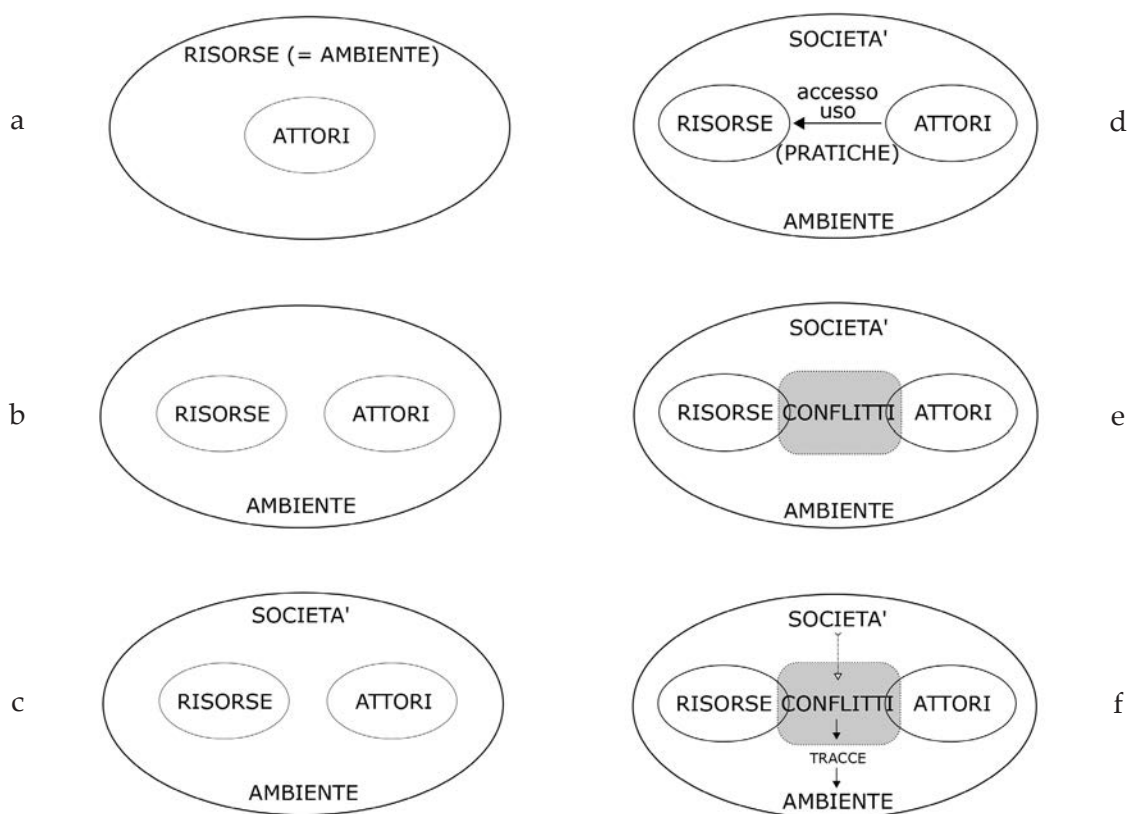 a
RISORSE (= AMBIENTE)
ATTORI
b
RISORSE
ATTORI
AMBIENTE
c
SOCIETA'
RISORSE
ATTORI
AMBIENTE
d
SOCIETA'
RISORSE
accesso
uso
(PRATICHE)
ATTORI
AMBIENTE
e
SOCIETA'
RISORSE
CONFLITTI
ATTORI
AMBIENTE
f
SOCIETA'
RISORSE
CONFLITTI
ATTORI
TRACCE
AMBIENTE